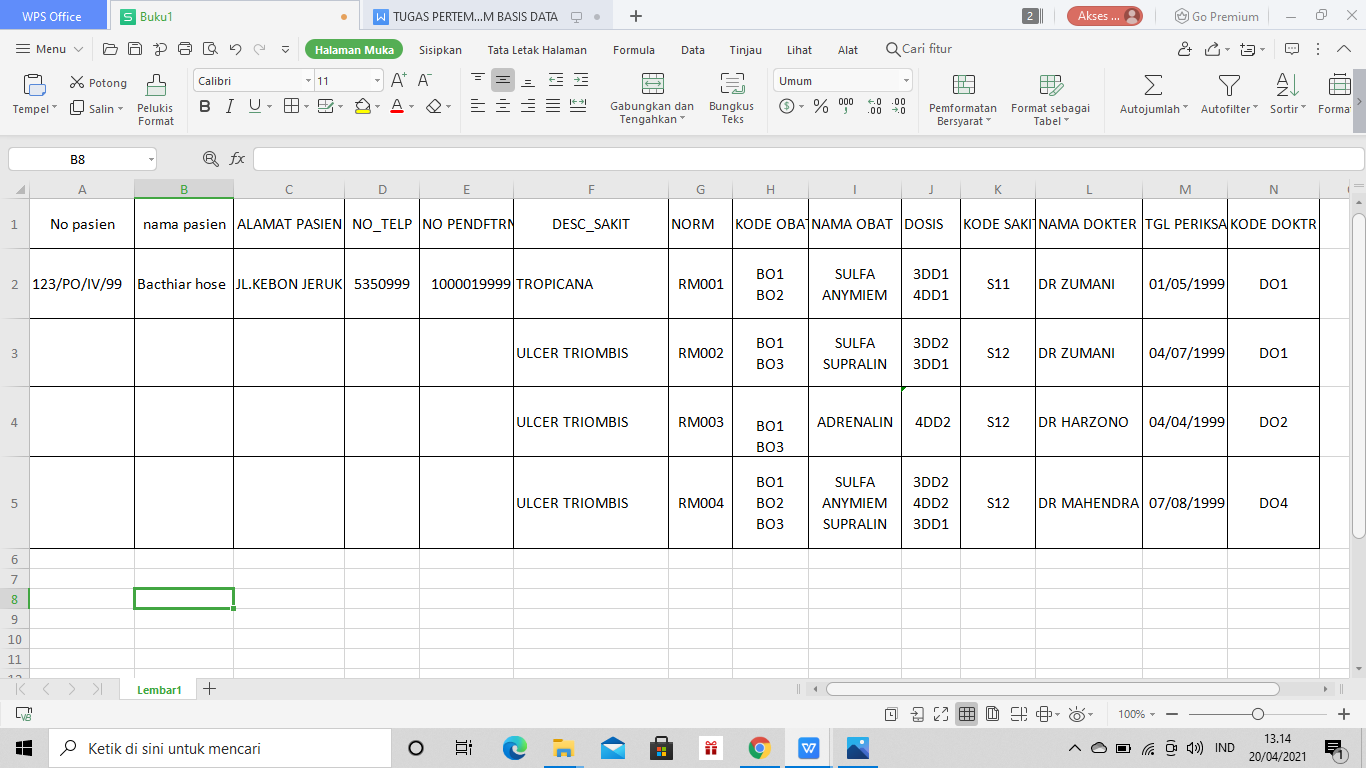 WPS Office
Buku1
TUGAS PERTEM...M BASIS DATA
2
Akses ...
Go Premium
Menu
Halaman Muka
Sisipkan
Tata Letak Halaman
Formula
Data
Tinjau
Lihat
Alat
Cari fitur
Tempel
Potong
Salin
Pelukis Format
Calibri
11
Gabungkan dan Tengahkan
Bungkus Teks
Umum
Pemformatan Bersyarat
Format sebagai Tabel
Autojumlah
Autofilter
Sortir
Forma
B8
fx
A B C D E F G H I J K L M N
1 No pasien nama pasien ALAMAT PASIEN NO_TELP NO PENDFTRN DESC_SAKIT NORM KODE OBAT NAMA OBAT DOSIS KODE SAKIT NAMA DOKTER TGL PERIKSA KODE DOKTR
BO1 SULFA 3DD1
2 123/PO/IV/99 Bacthiar hose JL.KEBON JERUK 5350999 1000019999 TROPICANA RM001 S11 DR ZUMANI 01/05/1999 DO1
BO2 ANYMIEM 4DD1
BO1 SULFA 3DD2
3 ULCER TRIOMBIS RM002 S12 DR ZUMANI 04/07/1999 DO1
BO3 SUPRALIN 3DD1
4 ULCER TRIOMBIS RM003 ADRENALIN 4DD2 S12 DR HARZONO 04/04/1999 DO2
BO1
BO3
BO1 SULFA 3DD2
5 ULCER TRIOMBIS RM004 BO2 ANYMIEM 4DD2 S12 DR MAHENDRA 07/08/1999 DO4
BO3 SUPRALIN 3DD1
6
7
8
9
10
11
Lembar1
100%
Ketik di sini untuk mencari
IND
13.14
20/04/2021
1